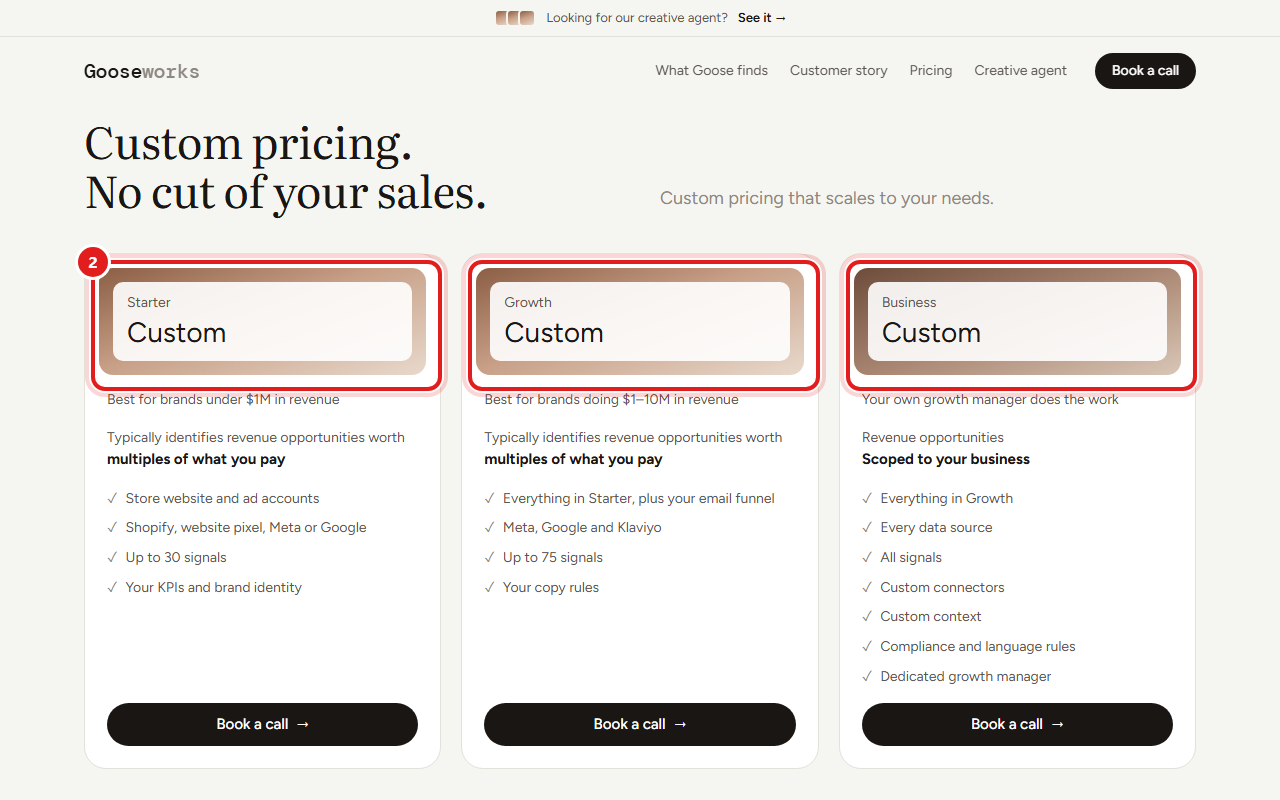 Looking for our creative agent? See it →
Gooseworks
What Goose finds
Customer story
Pricing
Creative agent
Book a call
Custom pricing.
No cut of your sales.
Custom pricing that scales to your needs.
2
Starter
Custom
Best for brands under $1M in revenue
Typically identifies revenue opportunities worth
multiples of what you pay
✓ Store website and ad accounts
✓ Shopify, website pixel, Meta or Google
✓ Up to 30 signals
✓ Your KPIs and brand identity
Book a call →
Growth
Custom
Best for brands doing $1–10M in revenue
Typically identifies revenue opportunities worth
multiples of what you pay
✓ Everything in Starter, plus your email funnel
✓ Meta, Google and Klaviyo
✓ Up to 75 signals
✓ Your copy rules
Book a call →
Business
Custom
Your own growth manager does the work
Revenue opportunities
Scoped to your business
✓ Everything in Growth
✓ Every data source
✓ All signals
✓ Custom connectors
✓ Custom context
✓ Compliance and language rules
✓ Dedicated growth manager
Book a call →